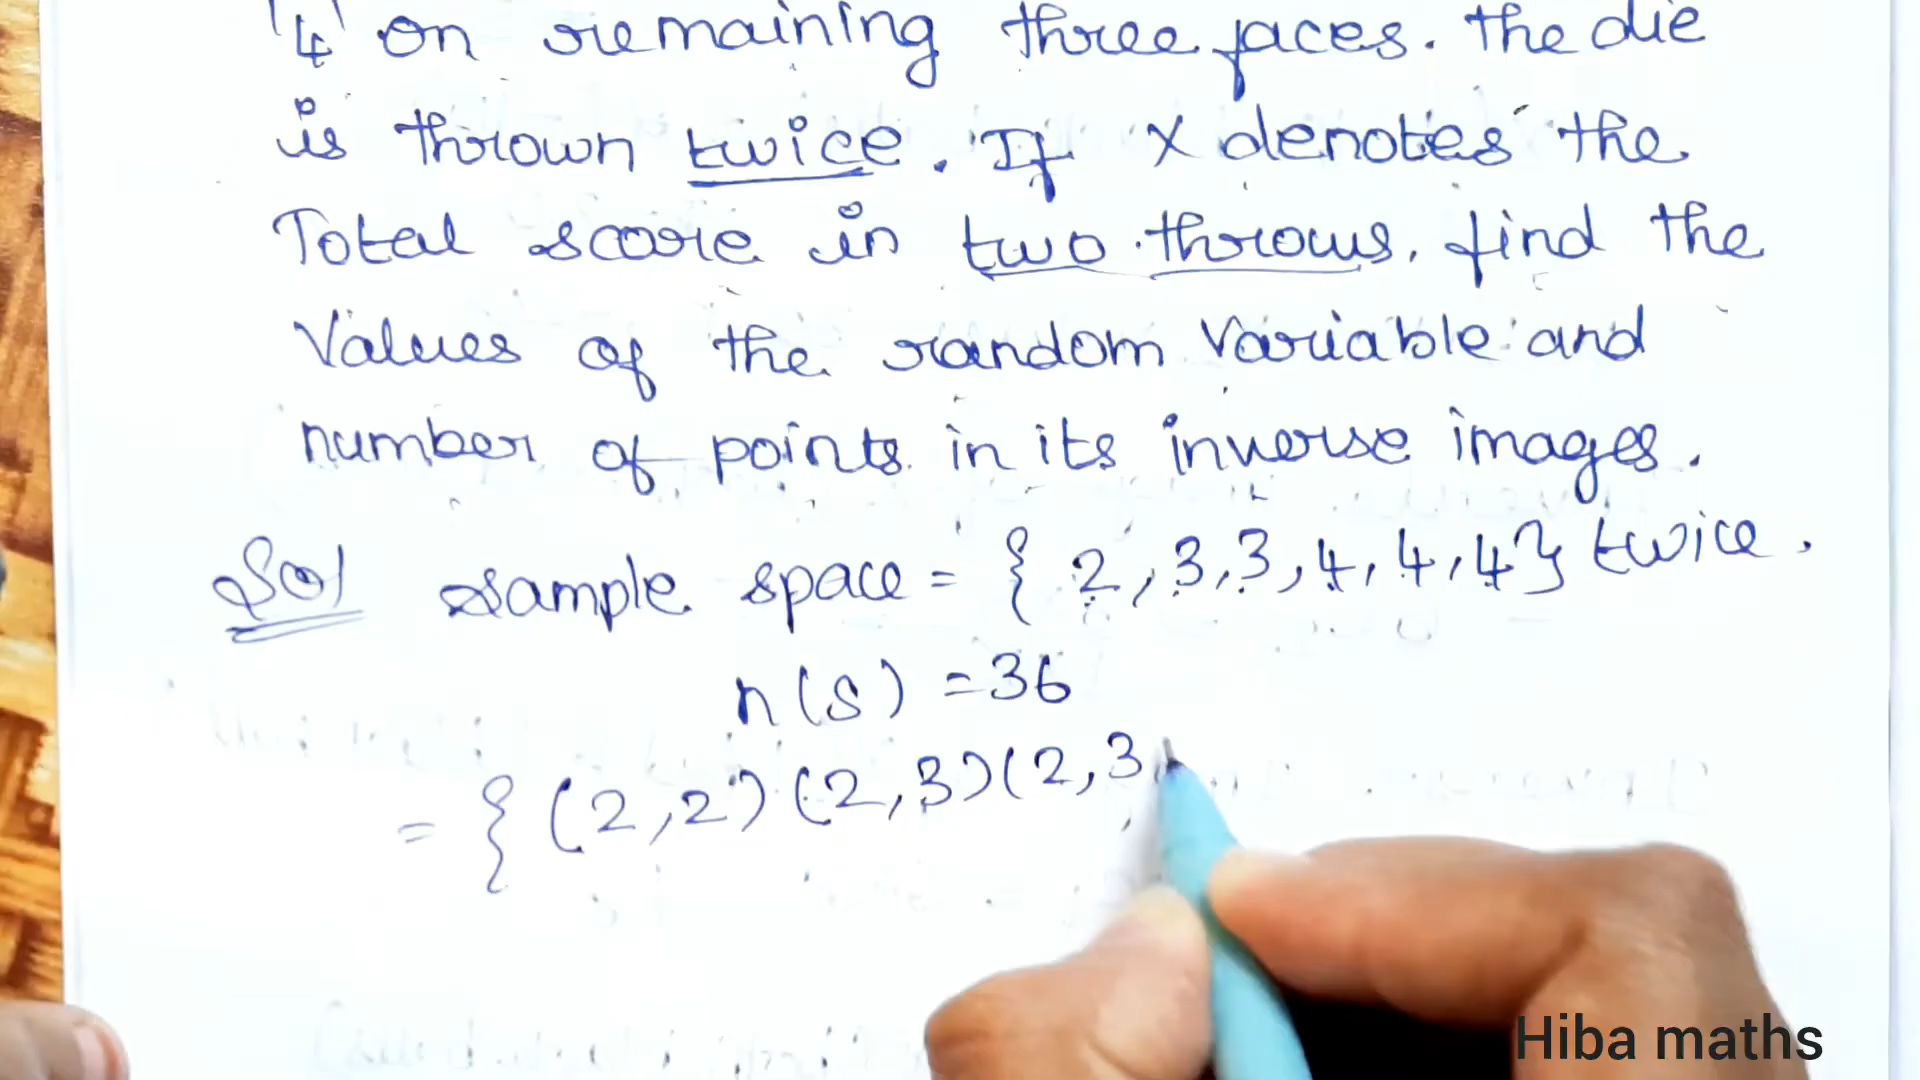 '4' on remaining three faces. The die
is thrown twice. If X denotes the
Total score in two throws, find the
Values of the random variable and
number of points in its inverse images.
Sol Sample space = { 2, 3, 3, 4, 4, 4} twice.
n(s) = 36
= { (2,2) (2,3) (2,3
Hiba maths